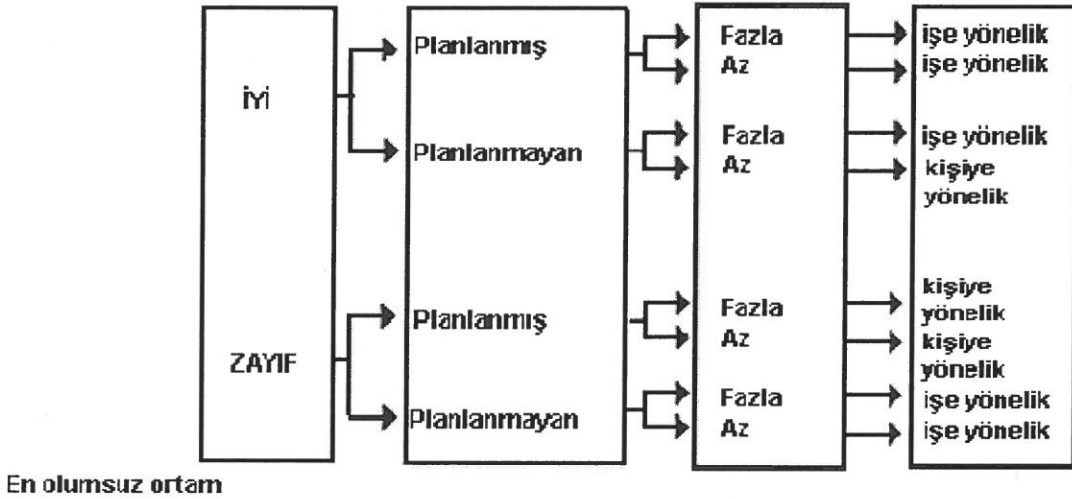 İYİ
Planlanmış
Fazla
işe yönelik
Az
işe yönelik
Planlanmayan
Fazla
işe yönelik
Az
kişiye
yönelik
ZAYIF
Planlanmış
Fazla
kişiye
yönelik
Az
kişiye
yönelik
Planlanmayan
Fazla
işe yönelik
Az
işe yönelik
En olumsuz ortam